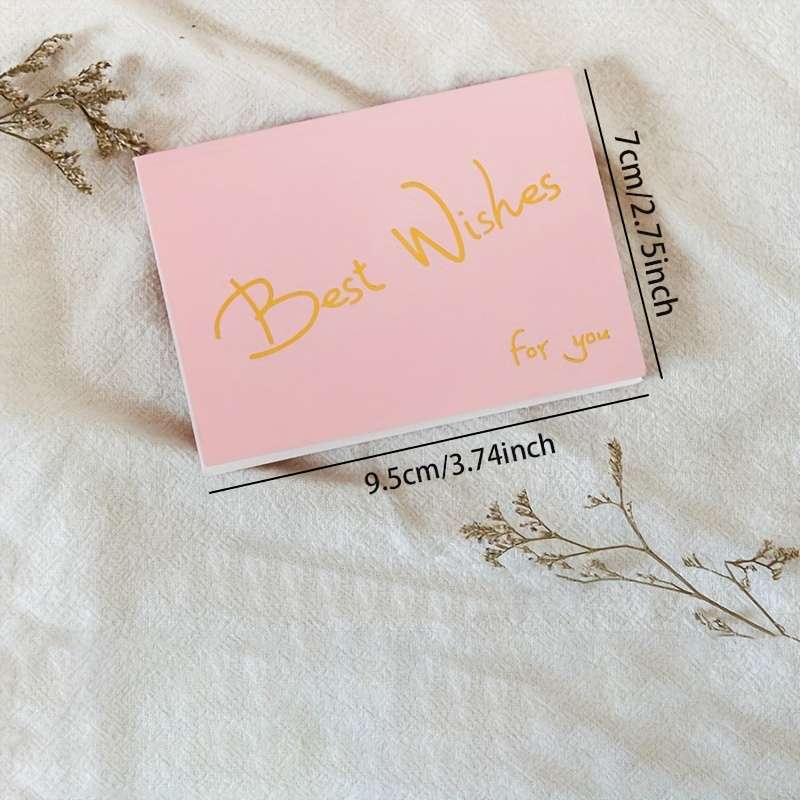 Best Wishes
for you
7cm/2.75inch
9.5cm/3.74inch